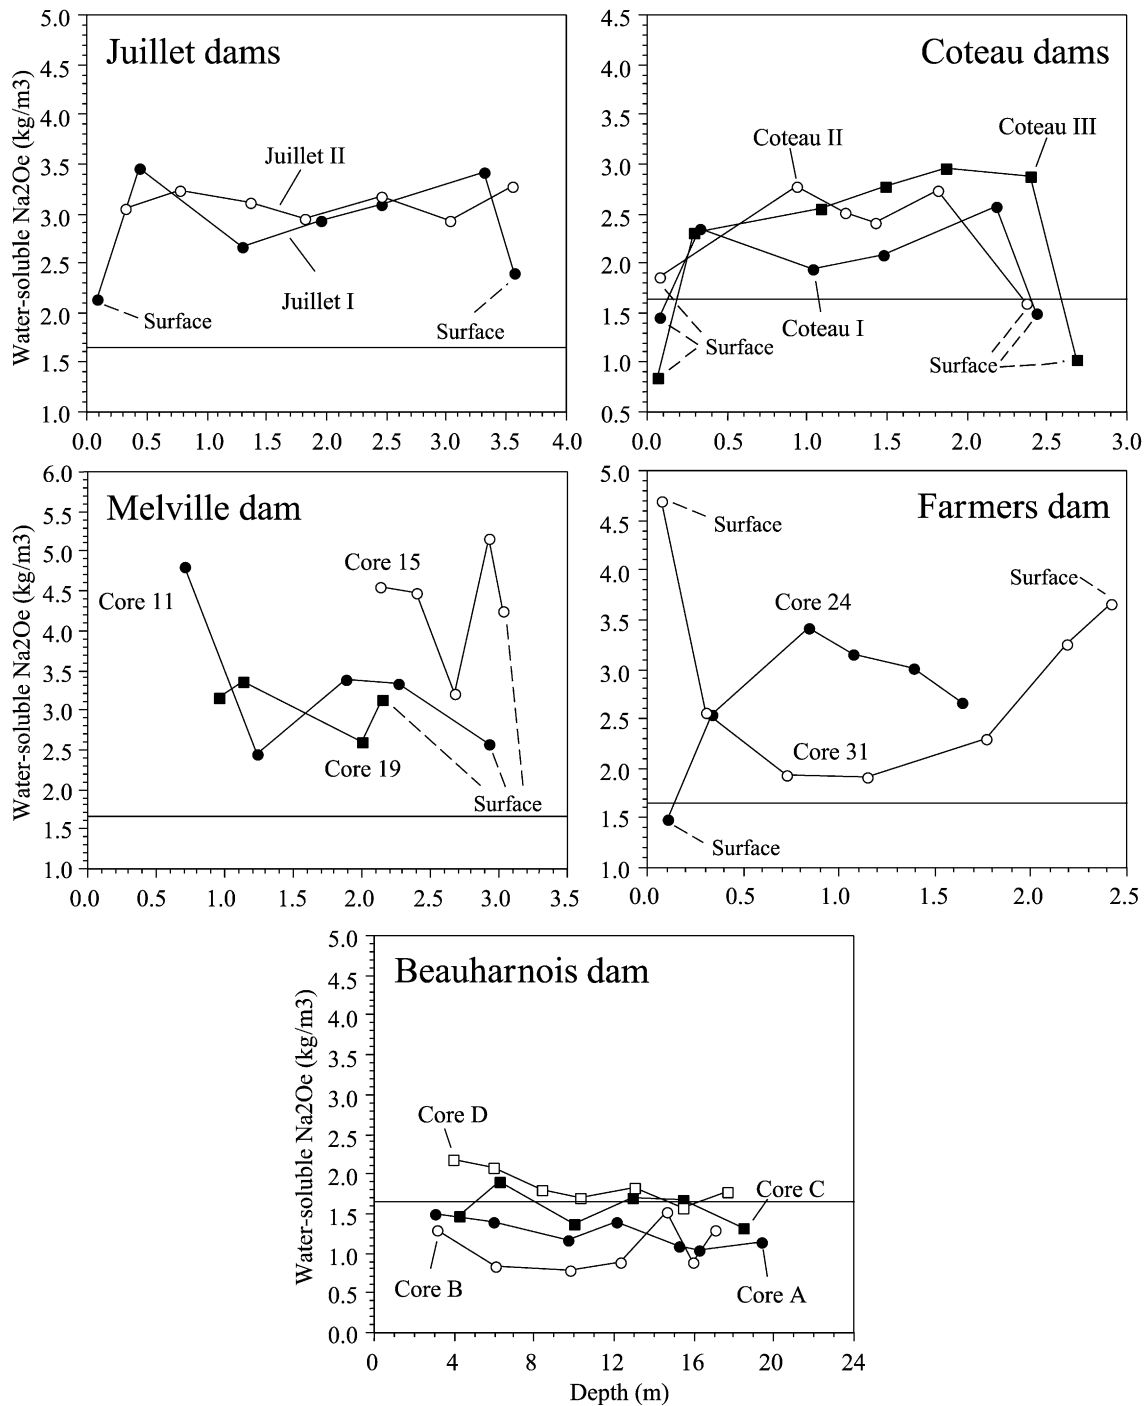 Juillet dams
Water-soluble Na2Oe (kg/m3)
5.0
4.5
4.0
3.5
3.0
2.5
2.0
1.5
1.0
Juillet II
Juillet I
Surface
Surface
0.0 0.5 1.0 1.5 2.0 2.5 3.0 3.5 4.0
Coteau dams
4.5
4.0
3.5
3.0
2.5
2.0
1.5
1.0
0.5
Coteau II
Coteau III
Coteau I
Surface
Surface
0.0 0.5 1.0 1.5 2.0 2.5 3.0
Melville dam
Water-soluble Na2Oe (kg/m3)
6.0
5.5
5.0
4.5
4.0
3.5
3.0
2.5
2.0
1.5
1.0
Core 15
Core 11
Core 19
Surface
0.0 0.5 1.0 1.5 2.0 2.5 3.0 3.5
Farmers dam
5.0
4.5
4.0
3.5
3.0
2.5
2.0
1.5
1.0
Surface
Surface
Core 24
Core 31
Surface
0.0 0.5 1.0 1.5 2.0 2.5
Beauharnois dam
Water-soluble Na2Oe (kg/m3)
5.0
4.5
4.0
3.5
3.0
2.5
2.0
1.5
1.0
0.5
0.0
Core D
Core C
Core B
Core A
0 4 8 12 16 20 24
Depth (m)